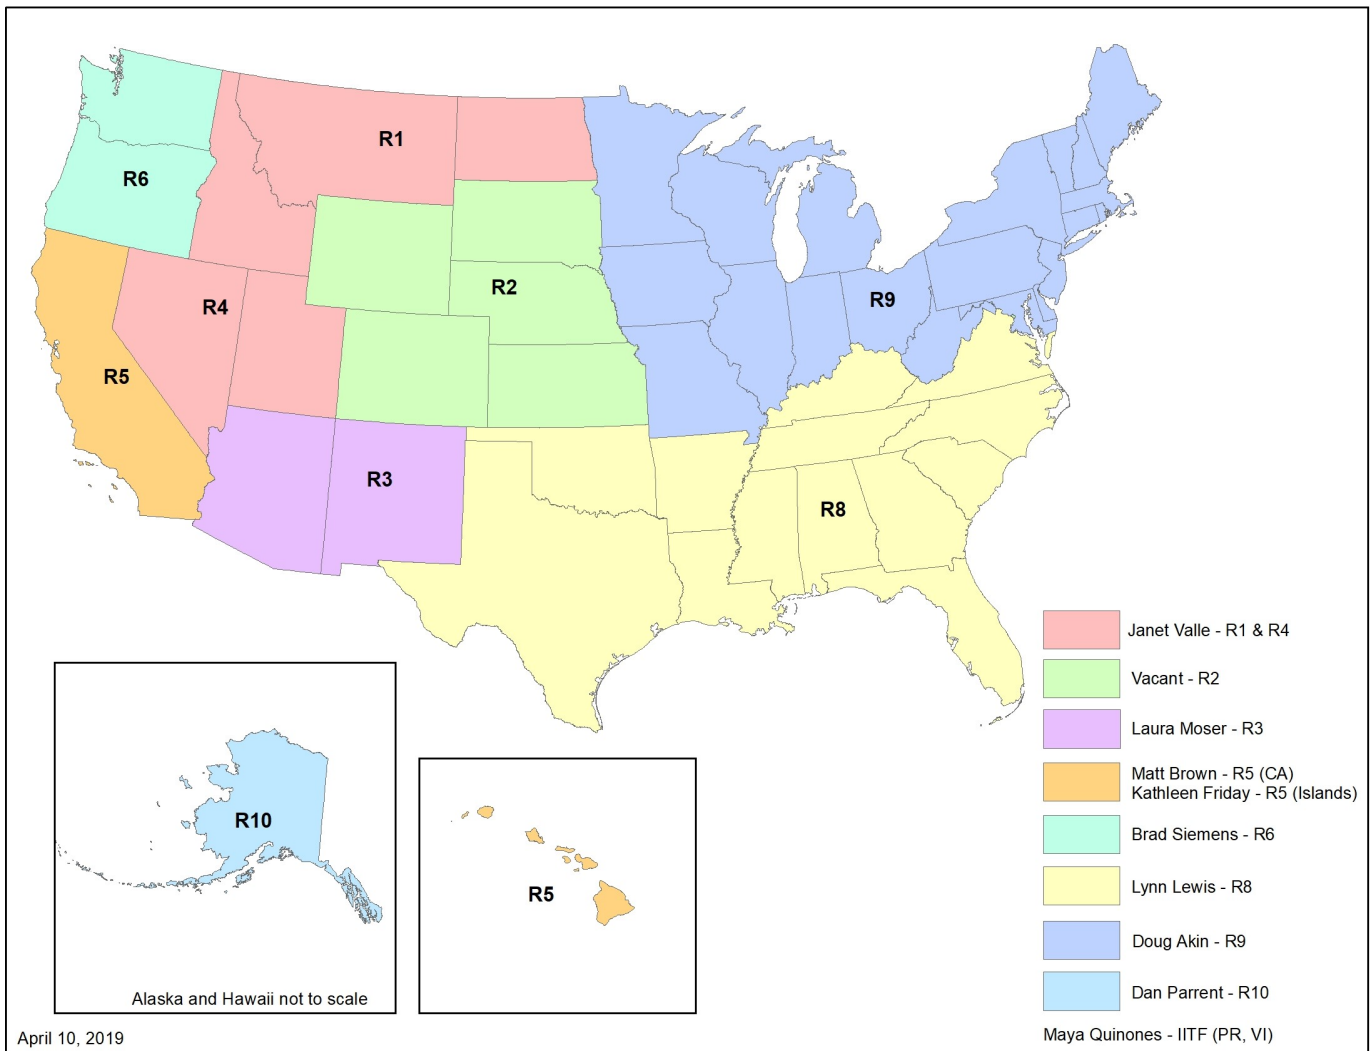 R1
R6
R2
R4
R9
R5
R3
R8
Janet Valle - R1 & R4
Vacant - R2
Laura Moser - R3
Matt Brown - R5 (CA)
Kathleen Friday - R5 (Islands)
Brad Siemens - R6
Lynn Lewis - R8
Doug Akin - R9
Dan Parrent - R10
Maya Quinones - IITF (PR, VI)
R10
Alaska and Hawaii not to scale
R5
April 10, 2019